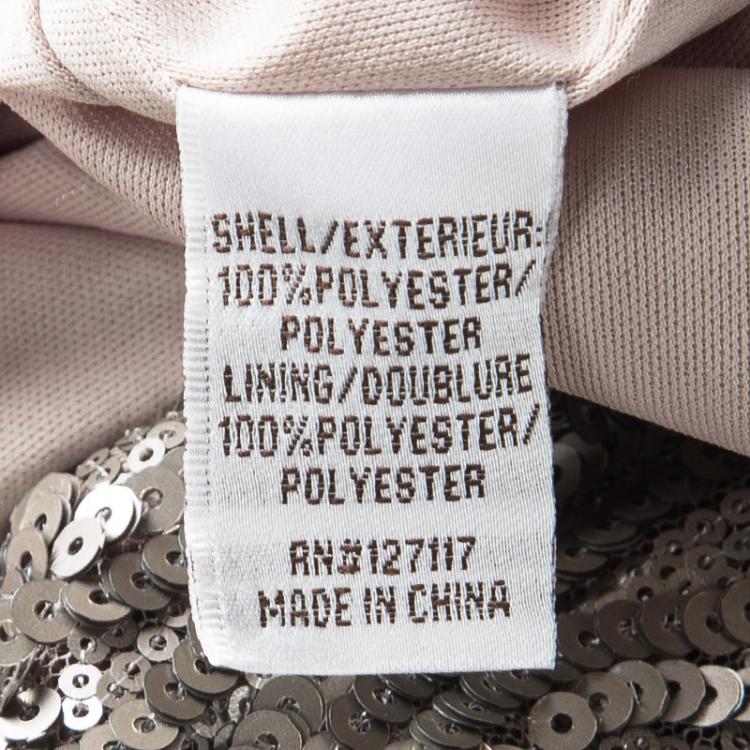 SHELL/EXTERIEUR:
100%POLYESTER/
POLYESTER
LINING/DOUBLURE
100%POLYESTER/
POLYESTER
RN#127117
MADE IN CHINA